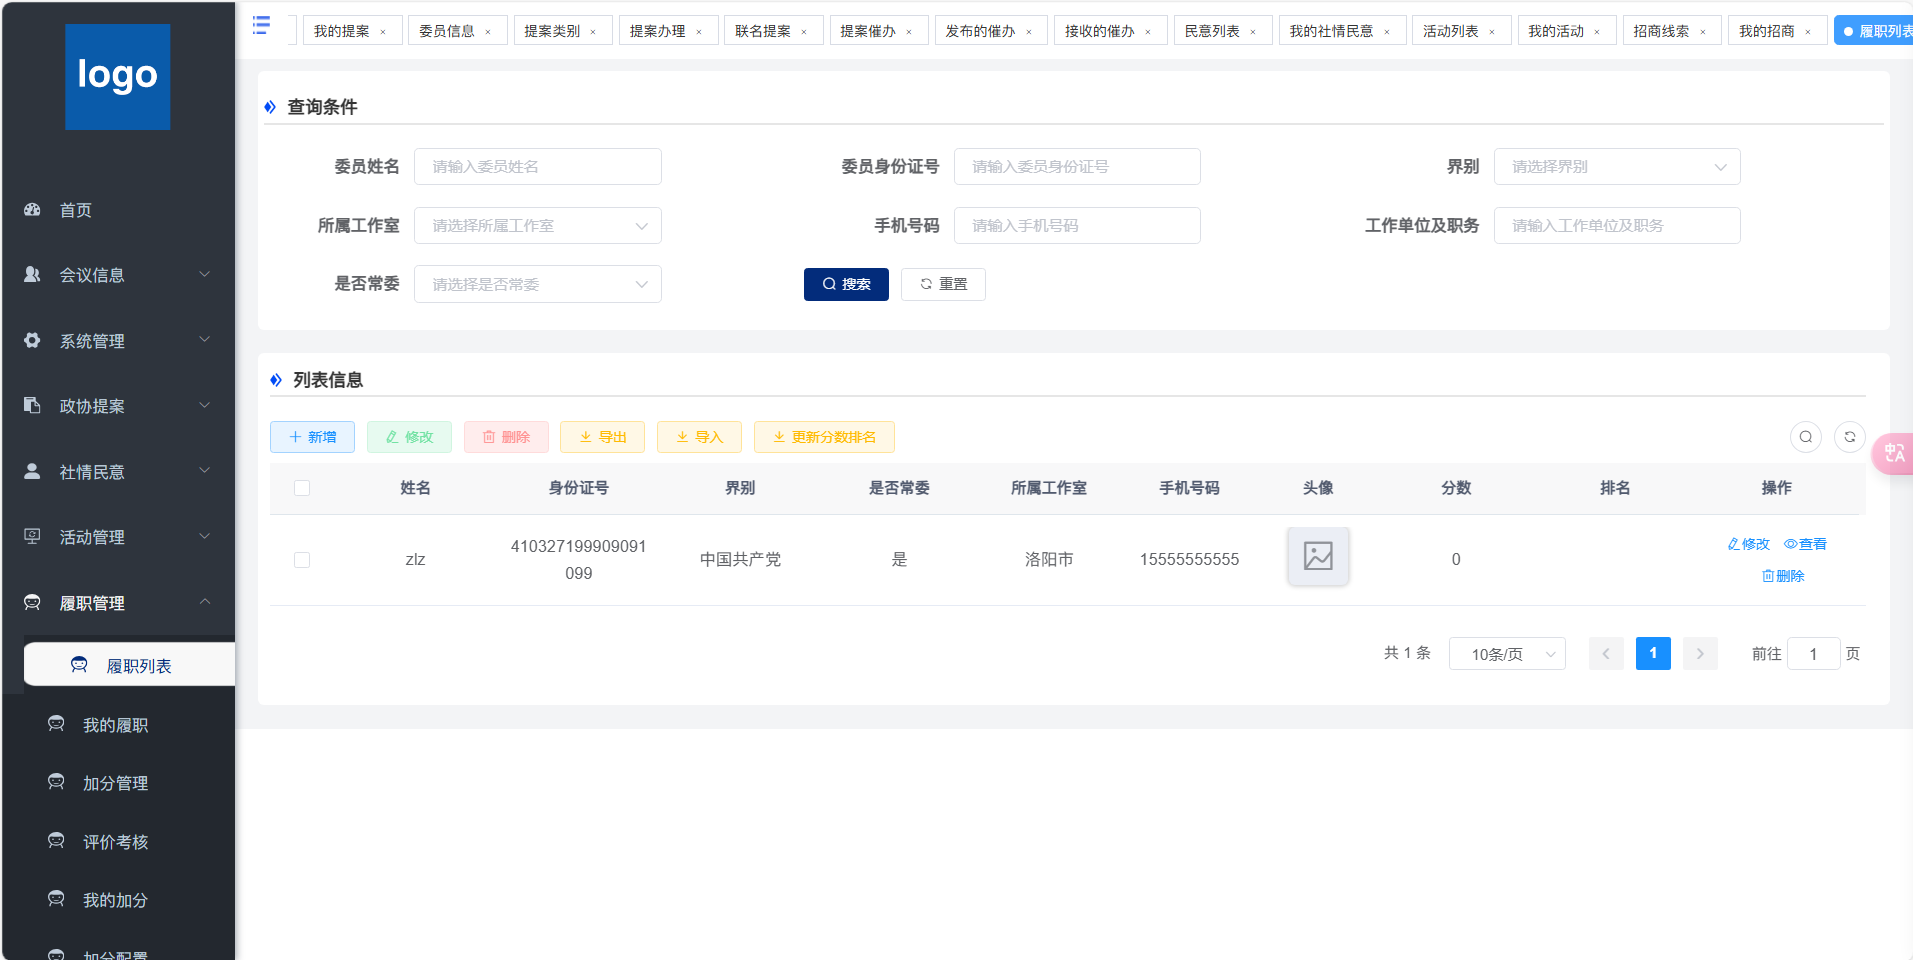 logo
首页
会议信息
系统管理
政协提案
社情民意
活动管理
履职管理
履职列表
我的履职
加分管理
评价考核
我的加分
加分配置
我的提案 × 委员信息 × 提案类别 × 提案办理 × 联名提案 × 提案催办 × 发布的催办 × 接收的催办 × 民意列表 × 我的社情民意 × 活动列表 × 我的活动 × 招商线索 × 我的招商 × 履职列表
查询条件
委员姓名 请输入委员姓名 委员身份证号 请输入委员身份证号 界别 请选择界别
所属工作室 请选择所属工作室 手机号码 请输入手机号码 工作单位及职务 请输入工作单位及职务
是否常委 请选择是否常委 搜索 重置
列表信息
新增 修改 删除 导出 导入 更新分数排名
姓名 身份证号 界别 是否常委 所属工作室 手机号码 头像 分数 排名 操作
zlz 410327199909091 中国共产党 是 洛阳市 15555555555 0 修改 查看
099 删除
共 1 条 10条/页 1 前往 1 页
中A